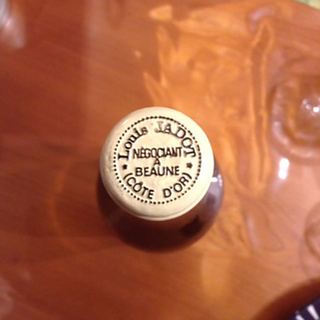 Louis JADOT
NÉGOCIANT
À
BEAUNE
(CÔTE D'OR)